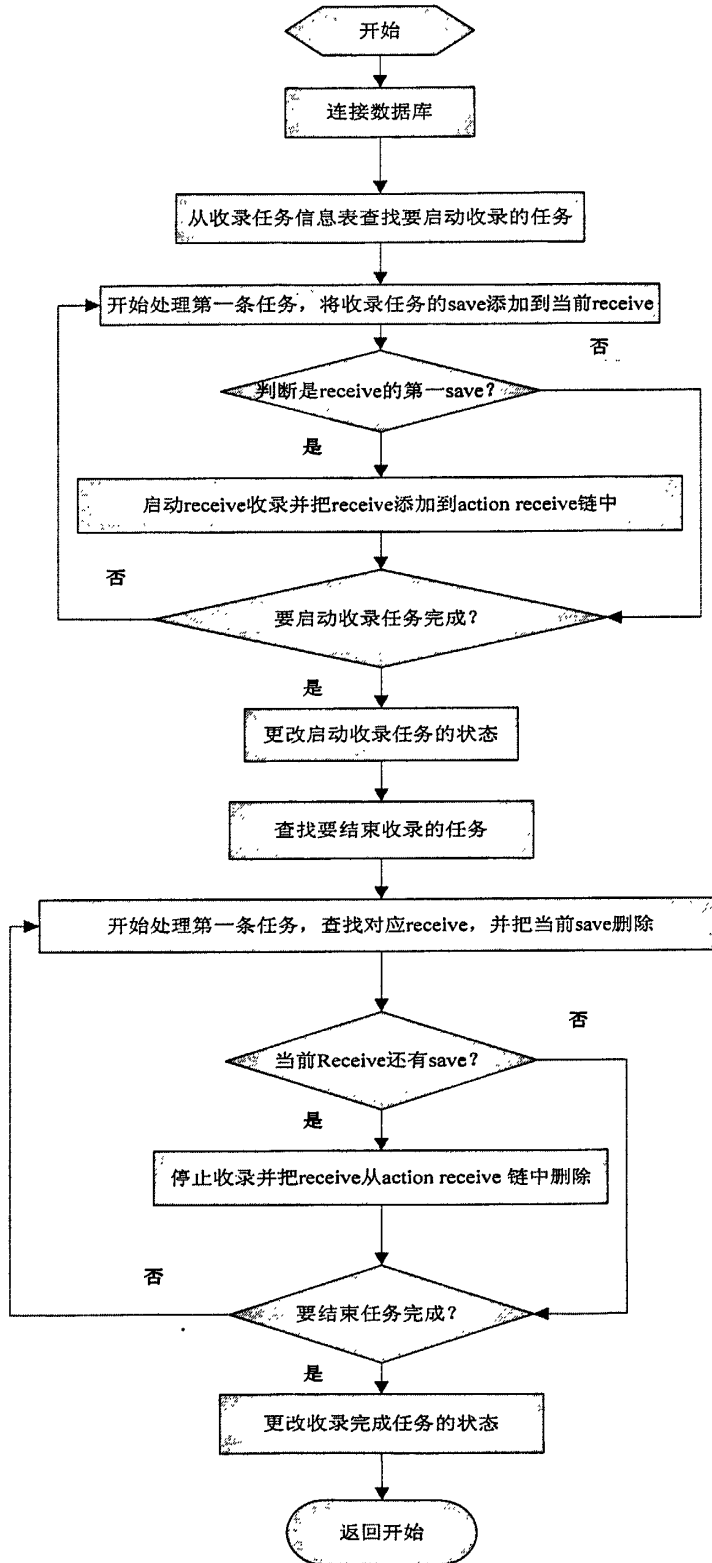 开始
连接数据库
从收录任务信息表查找要启动收录的任务
开始处理第一条任务，将收录任务的save添加到当前receive
否
判断是receive的第一save？
是
启动receive收录并把receive添加到action receive链中
否
要启动收录任务完成？
是
更改启动收录任务的状态
查找要结束收录的任务
开始处理第一条任务，查找对应receive，并把当前save删除
否
当前Receive还有save？
是
停止收录并把receive从action receive 链中删除
否
要结束任务完成？
是
更改收录完成任务的状态
返回开始